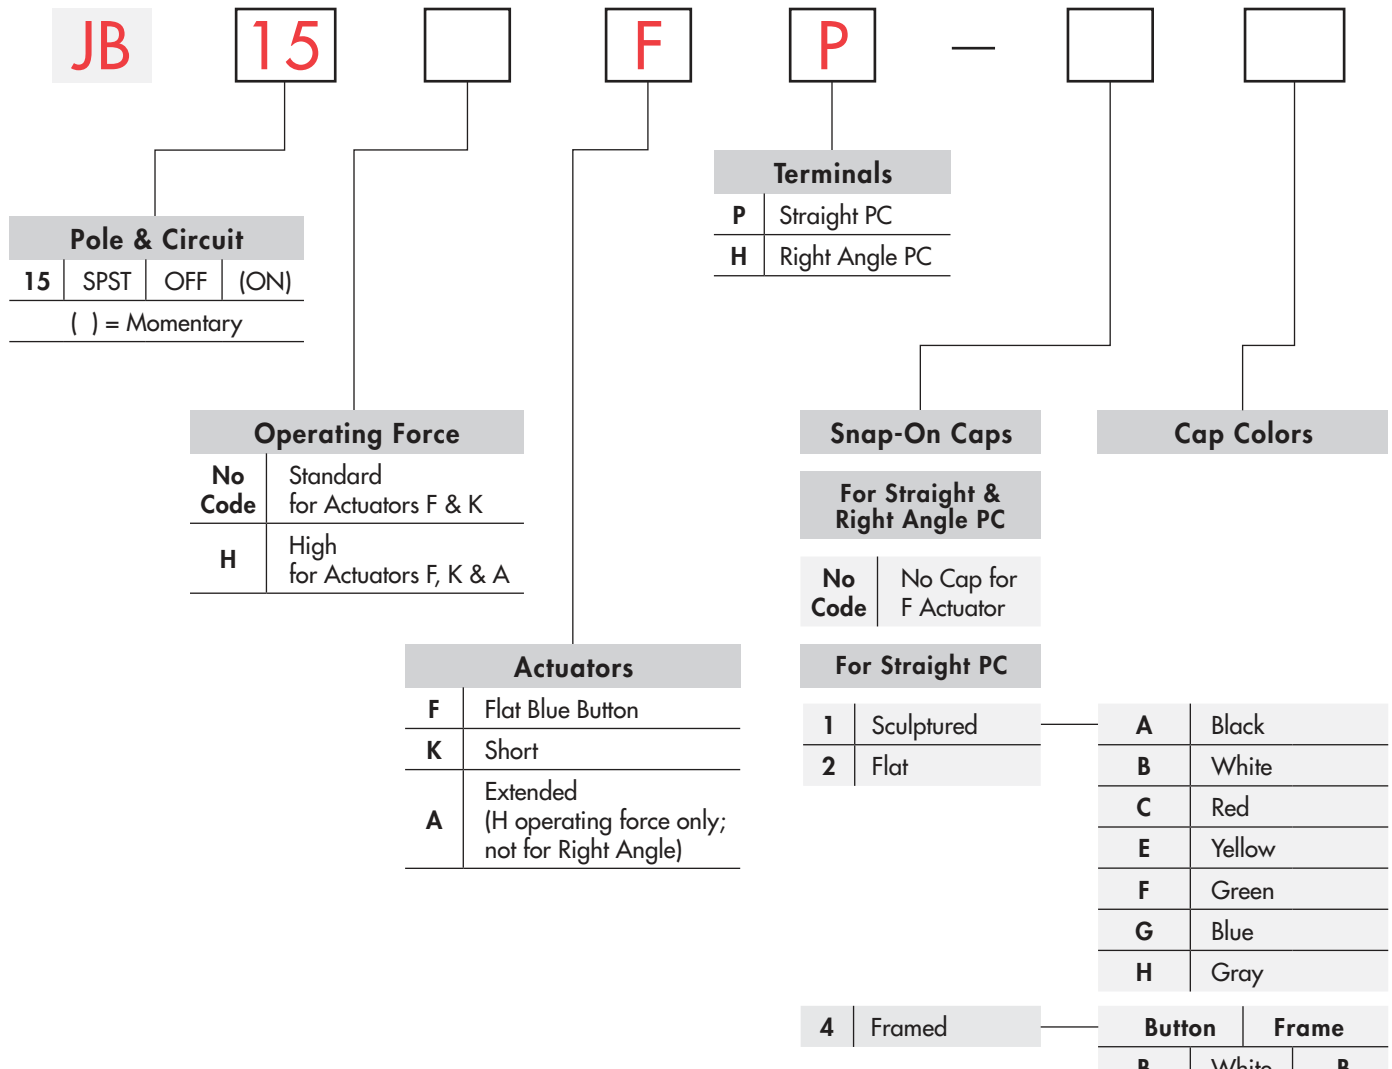 JB 15 F P —
Terminals
P Straight PC
H Right Angle PC
Pole & Circuit
15 SPST OFF (ON)
( ) = Momentary
Operating Force
No Code Standard for Actuators F & K
H High for Actuators F, K & A
Actuators
F Flat Blue Button
K Short
A Extended (H operating force only; not for Right Angle)
Snap-On Caps
For Straight & Right Angle PC
No Code No Cap for F Actuator
For Straight PC
1 Sculptured
2 Flat
4 Framed
Cap Colors
A Black
B White
C Red
E Yellow
F Green
G Blue
H Gray
Button Frame
B White B